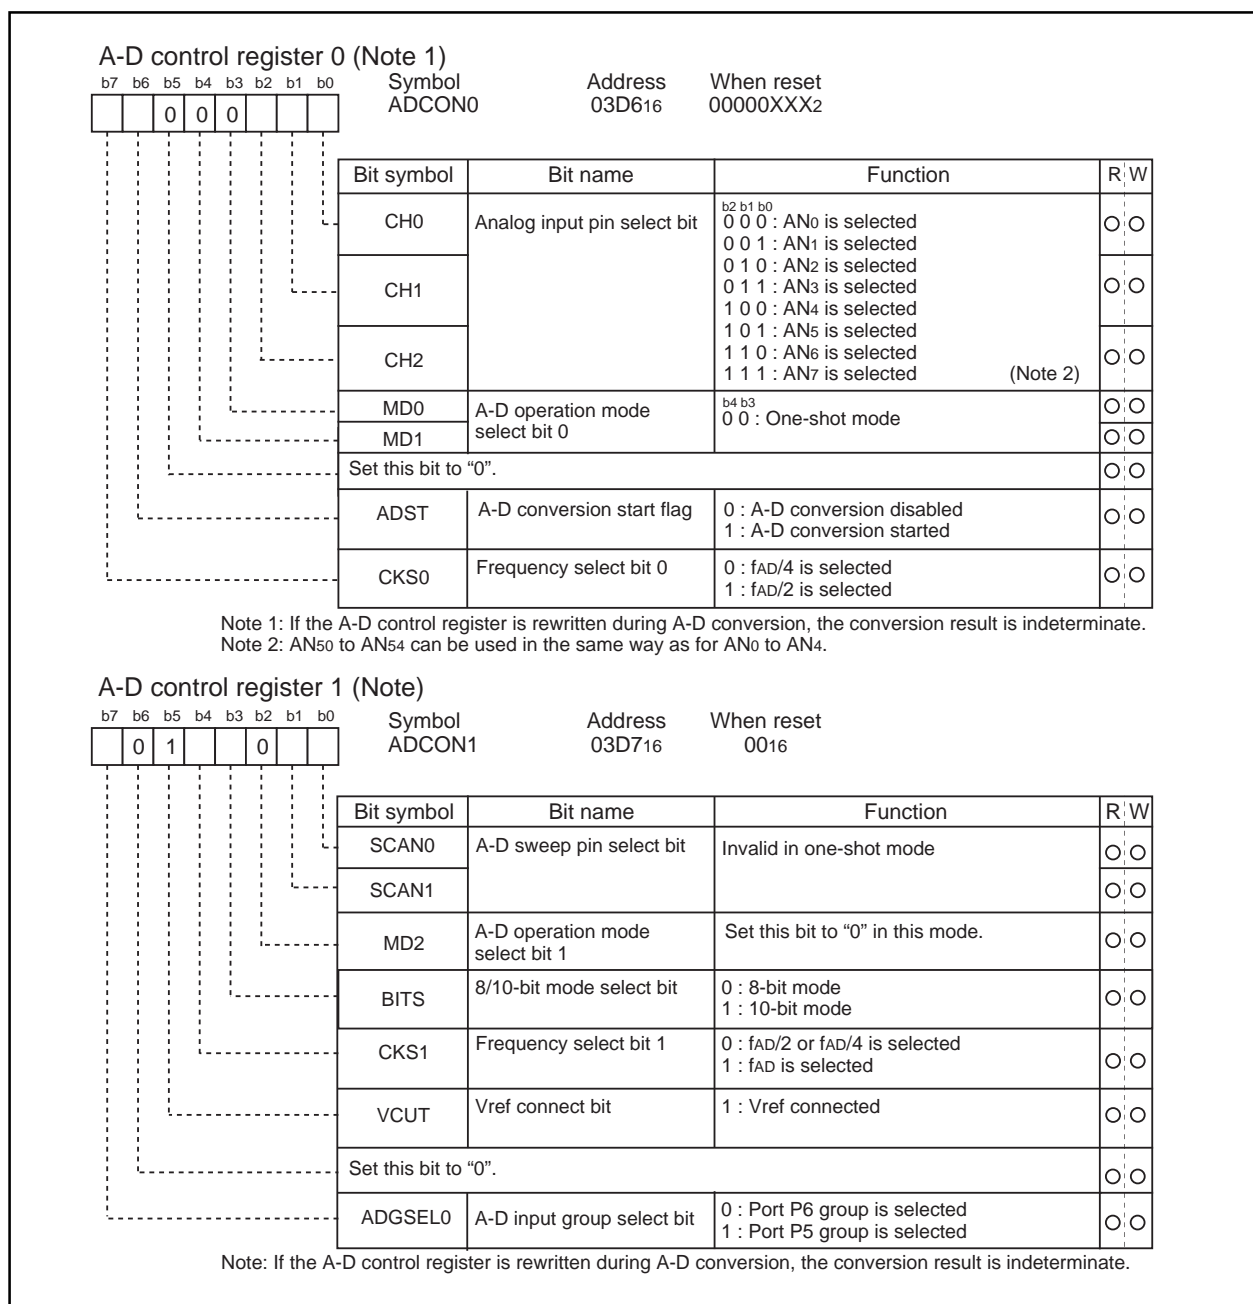 A-D control register 0 (Note 1)
b7 b6 b5 b4 b3 b2 b1 b0
0 0 0
Symbol Address When reset
ADCON0 03D616 00000XXX2
Bit symbol Bit name Function R W
CH0 Analog input pin select bit
b2 b1 b0
0 0 0 : AN0 is selected
0 0 1 : AN1 is selected
0 1 0 : AN2 is selected
CH1
0 1 1 : AN3 is selected
1 0 0 : AN4 is selected
1 0 1 : AN5 is selected
CH2
1 1 0 : AN6 is selected
1 1 1 : AN7 is selected (Note 2)
MD0 A-D operation mode
select bit 0
b4 b3
0 0 : One-shot mode
MD1
Set this bit to “0”.
ADST A-D conversion start flag 0 : A-D conversion disabled
1 : A-D conversion started
CKS0 Frequency select bit 0 0 : fAD/4 is selected
1 : fAD/2 is selected
Note 1: If the A-D control register is rewritten during A-D conversion, the conversion result is indeterminate.
Note 2: AN50 to AN54 can be used in the same way as for AN0 to AN4.
A-D control register 1 (Note)
b7 b6 b5 b4 b3 b2 b1 b0
0 1 0
Symbol Address When reset
ADCON1 03D716 0016
Bit symbol Bit name Function R W
SCAN0 A-D sweep pin select bit Invalid in one-shot mode
SCAN1
MD2 A-D operation mode
select bit 1
Set this bit to “0” in this mode.
BITS 8/10-bit mode select bit 0 : 8-bit mode
1 : 10-bit mode
CKS1 Frequency select bit 1 0 : fAD/2 or fAD/4 is selected
1 : fAD is selected
VCUT Vref connect bit 1 : Vref connected
Set this bit to “0”.
ADGSEL0 A-D input group select bit 0 : Port P6 group is selected
1 : Port P5 group is selected
Note: If the A-D control register is rewritten during A-D conversion, the conversion result is indeterminate.